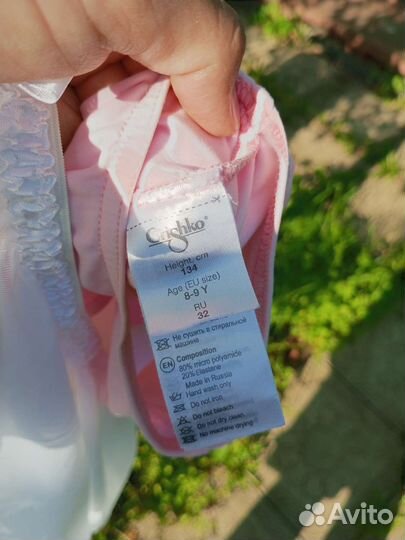 Grishko®
Height, cm
134
Age (EU size)
8-9 Y
RU
32
Не сушить в стиральной
машине
EN Composition
80% micro polyamide
20% Elastane
Made in Russia
Hand wash only
Do not iron
Do not bleach
Do not dry clean
No machine drying
Avito